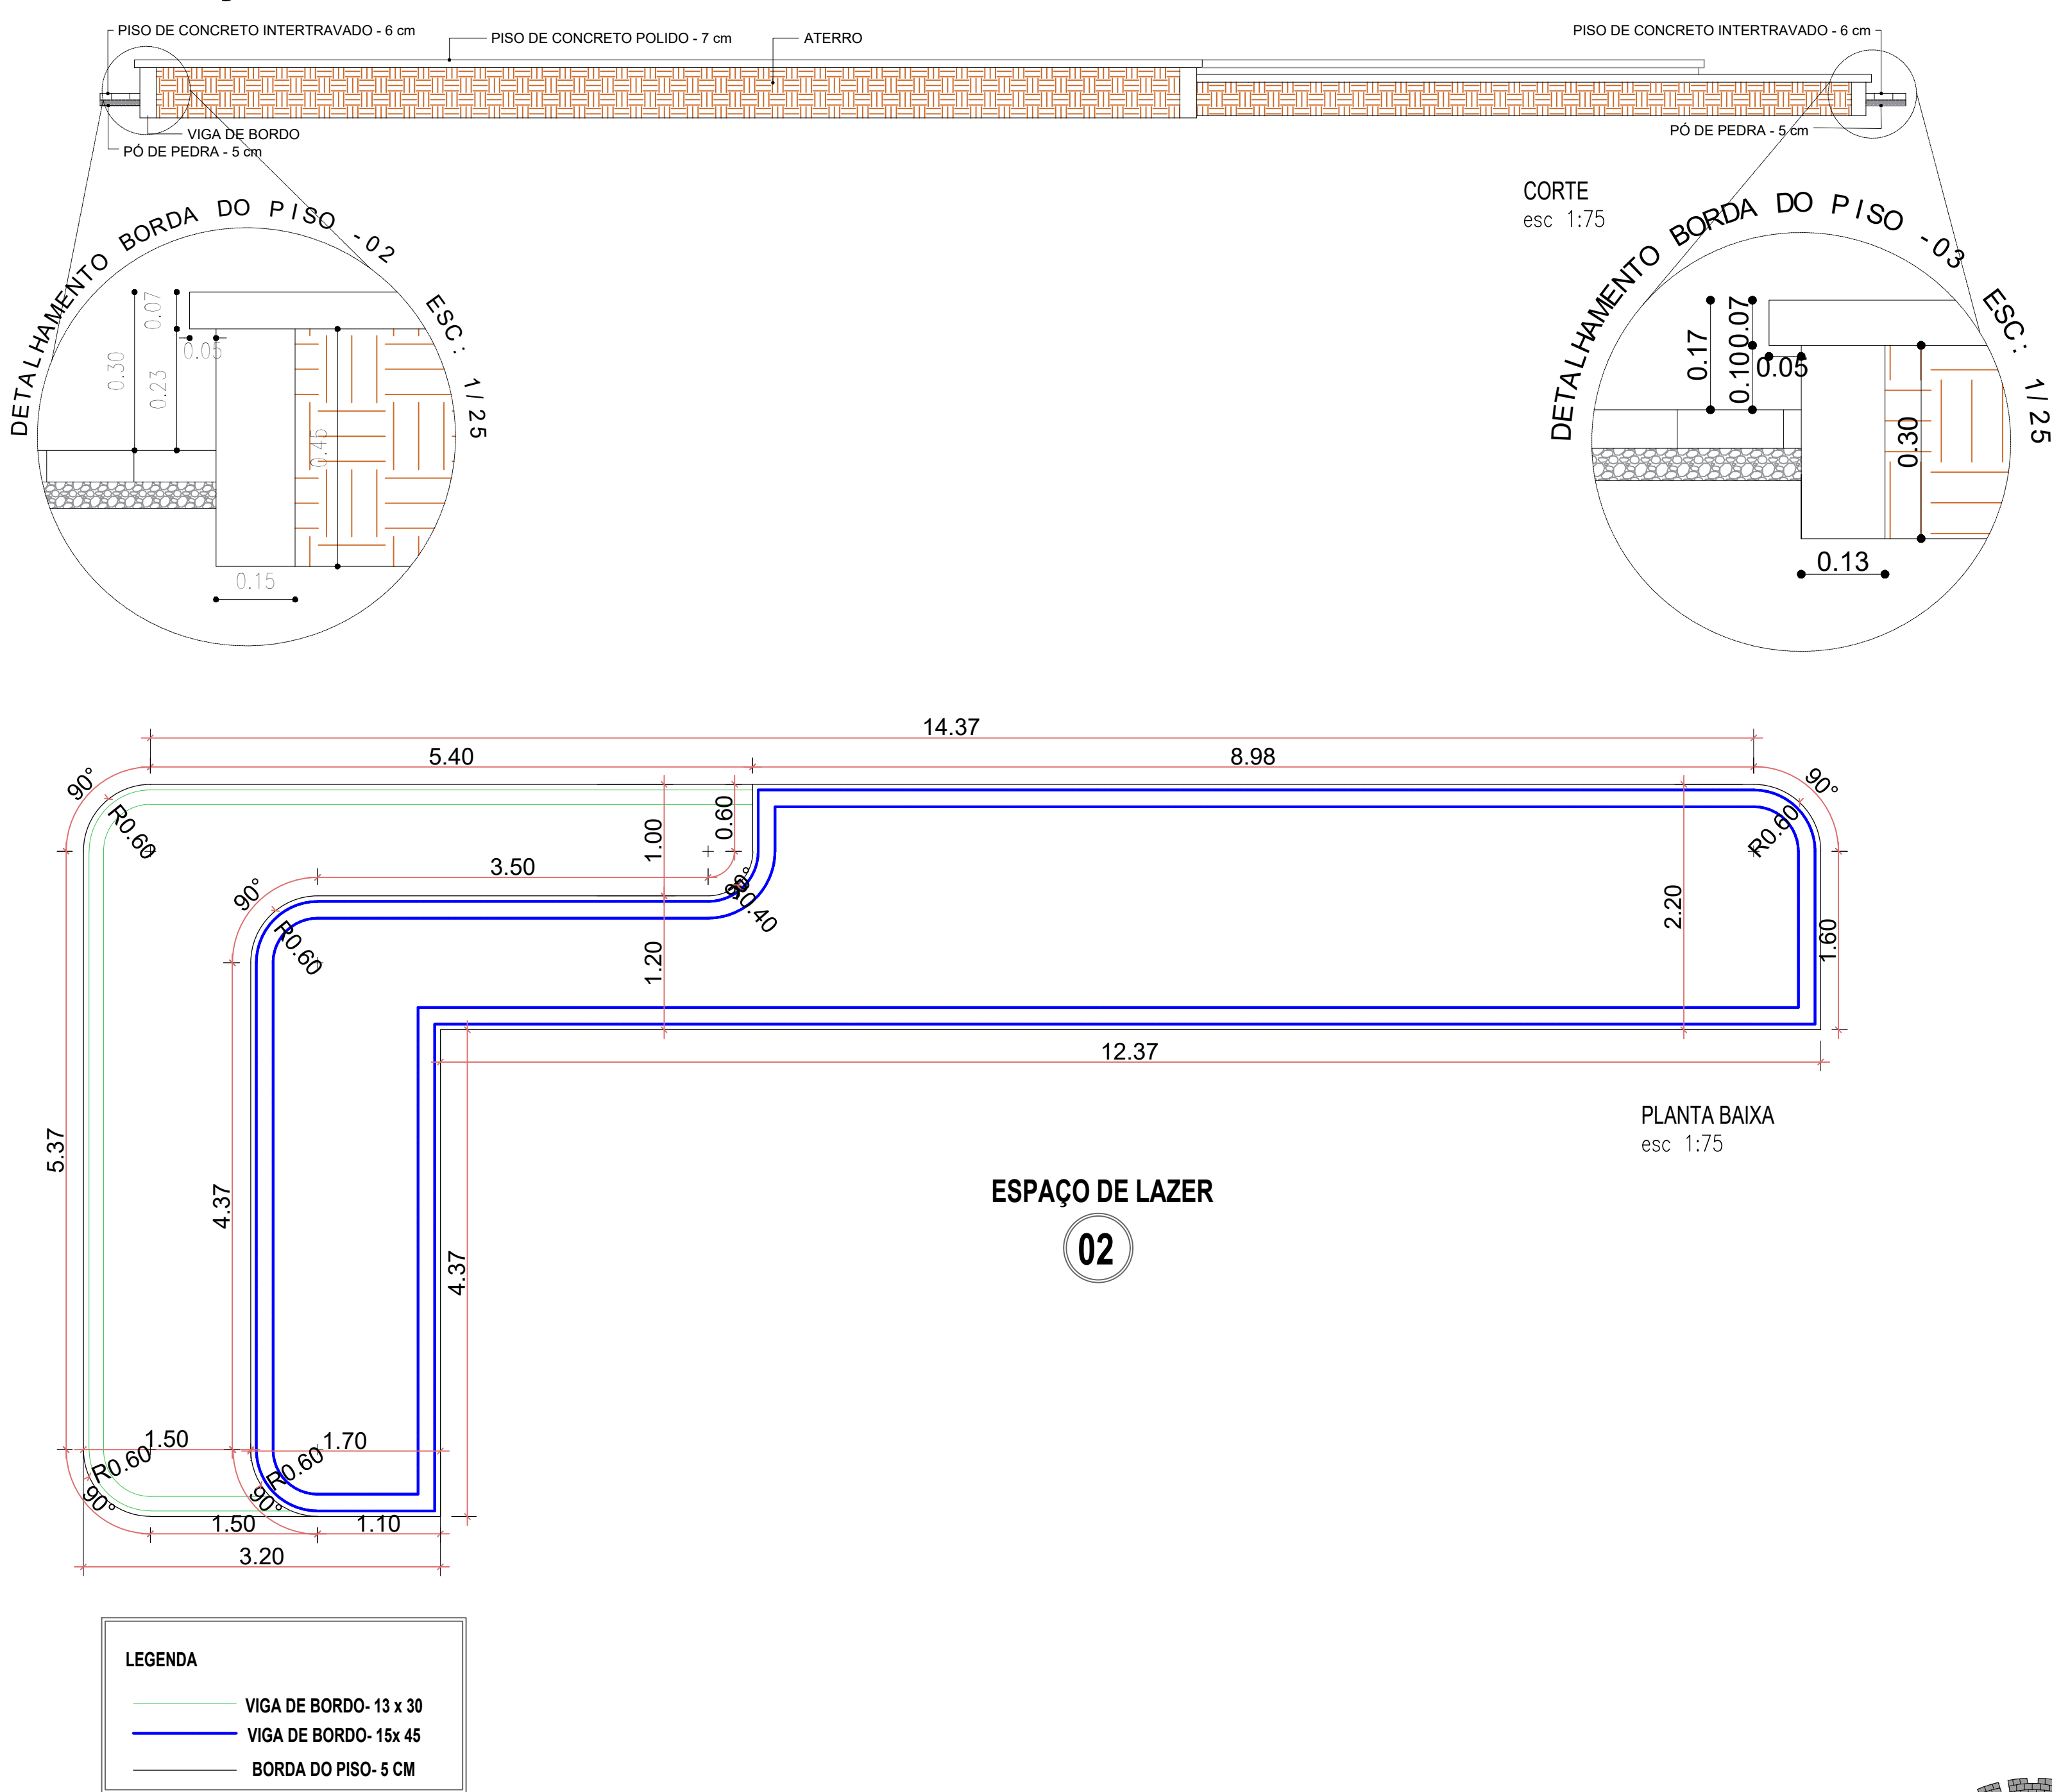 PISO DE CONCRETO INTERTRAVADO - 6 cm
PISO DE CONCRETO POLIDO - 7 cm
ATERRO
PISO DE CONCRETO INTERTRAVADO - 6 cm
VIGA DE BORDO
PÓ DE PEDRA - 5 cm
PÓ DE PEDRA - 5 cm
CORTE
esc 1:75
DETALHAMENTO BORDA DO PISO -02 ESC: 1/25
0.07
0.30
0.23
0.05
0.45
0.15
DETALHAMENTO BORDA DO PISO -03 ESC: 1/25
0.07
0.17
0.10
0.05
0.30
0.13
14.37
5.40
8.98
90°
R0.60
1.00
0.60
90°
R0.60
3.50
90°
R0.60
90°
R0.40
1.20
2.20
1.60
12.37
5.37
4.37
4.37
PLANTA BAIXA
esc 1:75
ESPAÇO DE LAZER
02
1.50
1.70
R0.60
90°
R0.60
90°
1.50
1.10
3.20
LEGENDA
VIGA DE BORDO- 13 x 30
VIGA DE BORDO- 15x 45
BORDA DO PISO- 5 CM